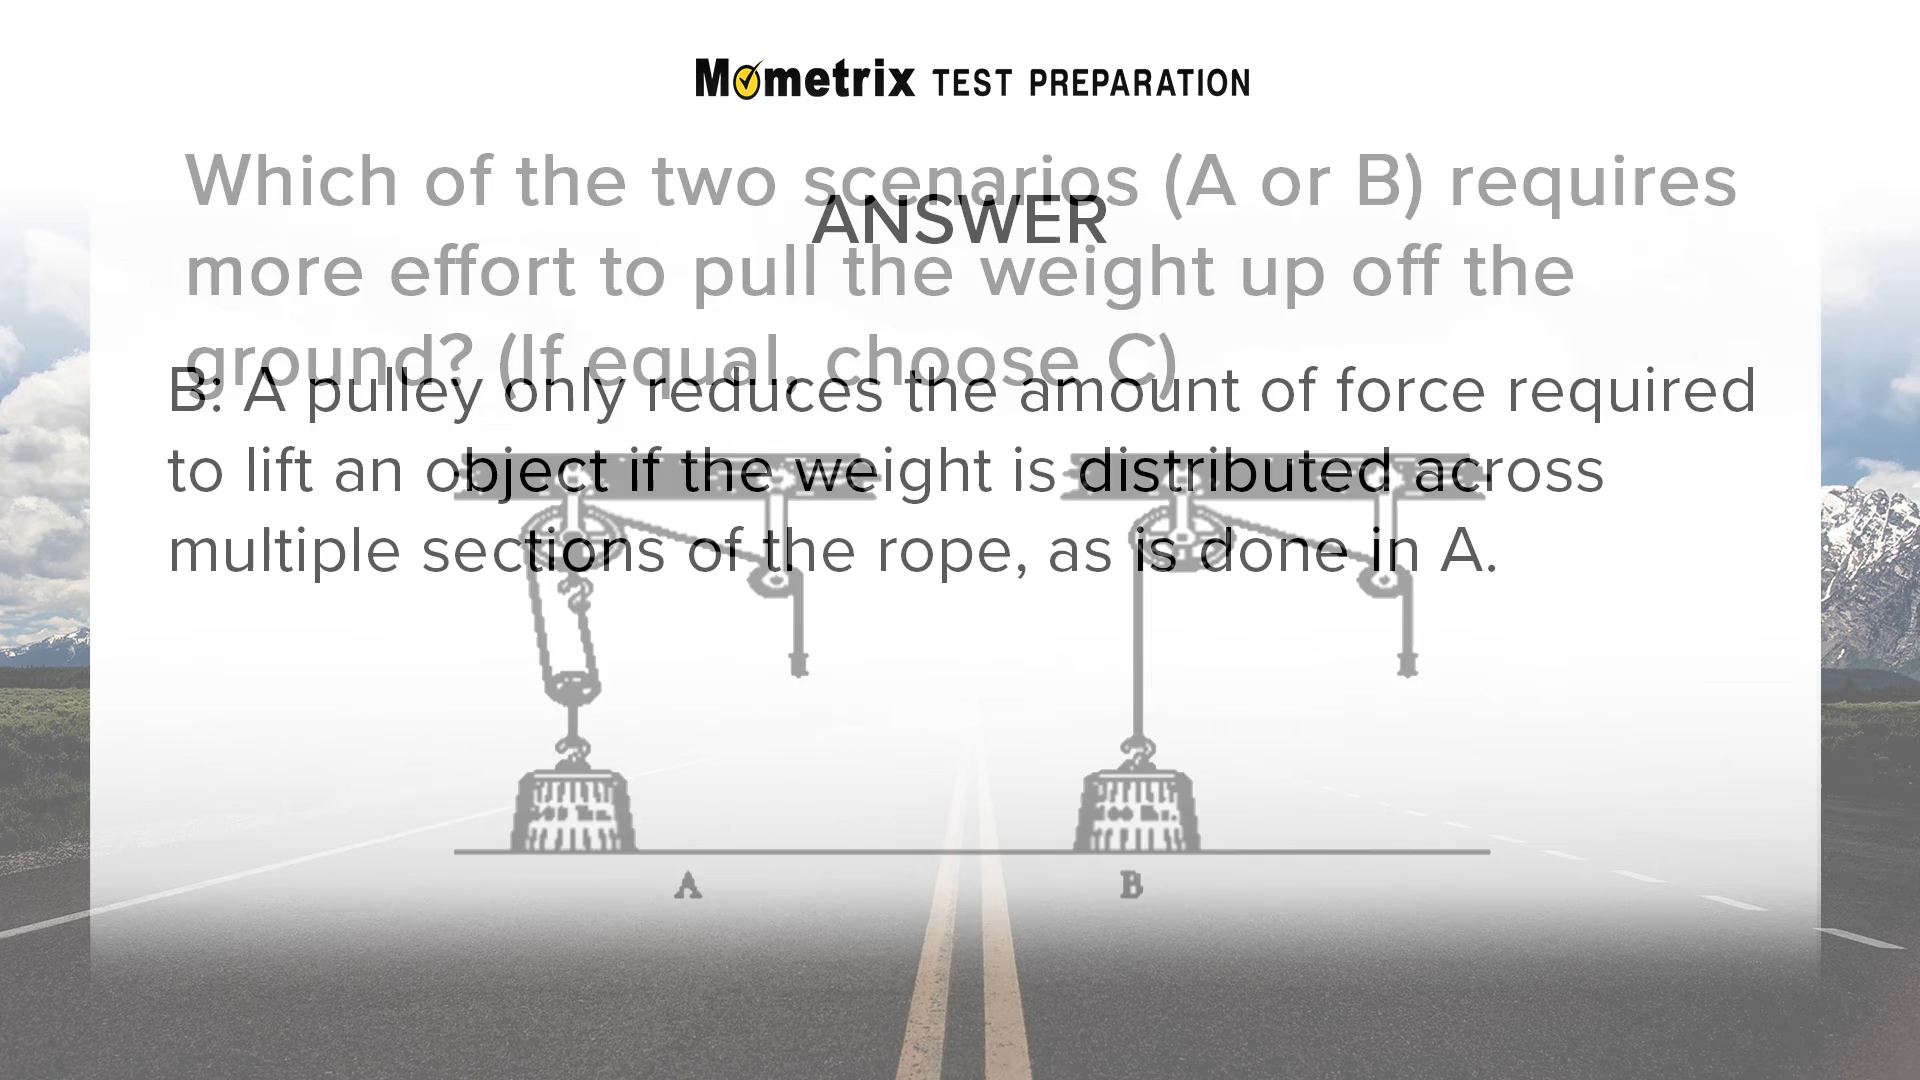 Mometrix TEST PREPARATION
Which of the two scenarios (A or B) requires
more effort to pull the weight up off the
ground? (If equal, choose C)
ANSWER
B: A pulley only reduces the amount of force required
to lift an object if the weight is distributed across
multiple sections of the rope, as is done in A.
A
B